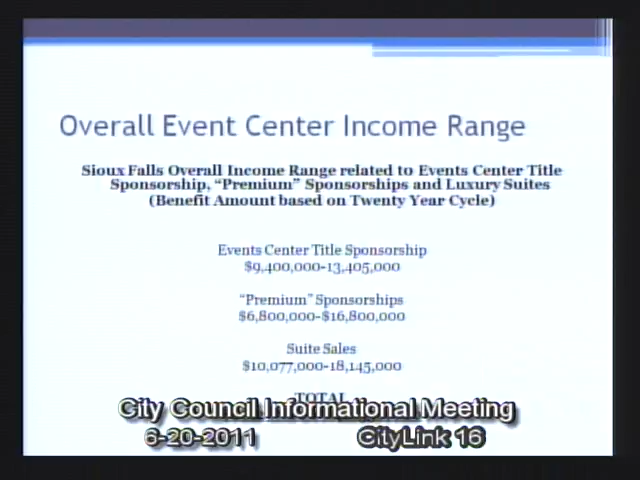 Overall Event Center Income Range
Sioux Falls Overall Income Range related to Events Center Title
Sponsorship, “Premium” Sponsorships and Luxury Suites
(Benefit Amount based on Twenty Year Cycle)
Events Center Title Sponsorship
$9,400,000-13,405,000
“Premium” Sponsorships
$6,800,000-$16,800,000
Suite Sales
$10,077,000-18,145,000
TOTAL
City Council Informational Meeting
6-20-2011 CityLink 16